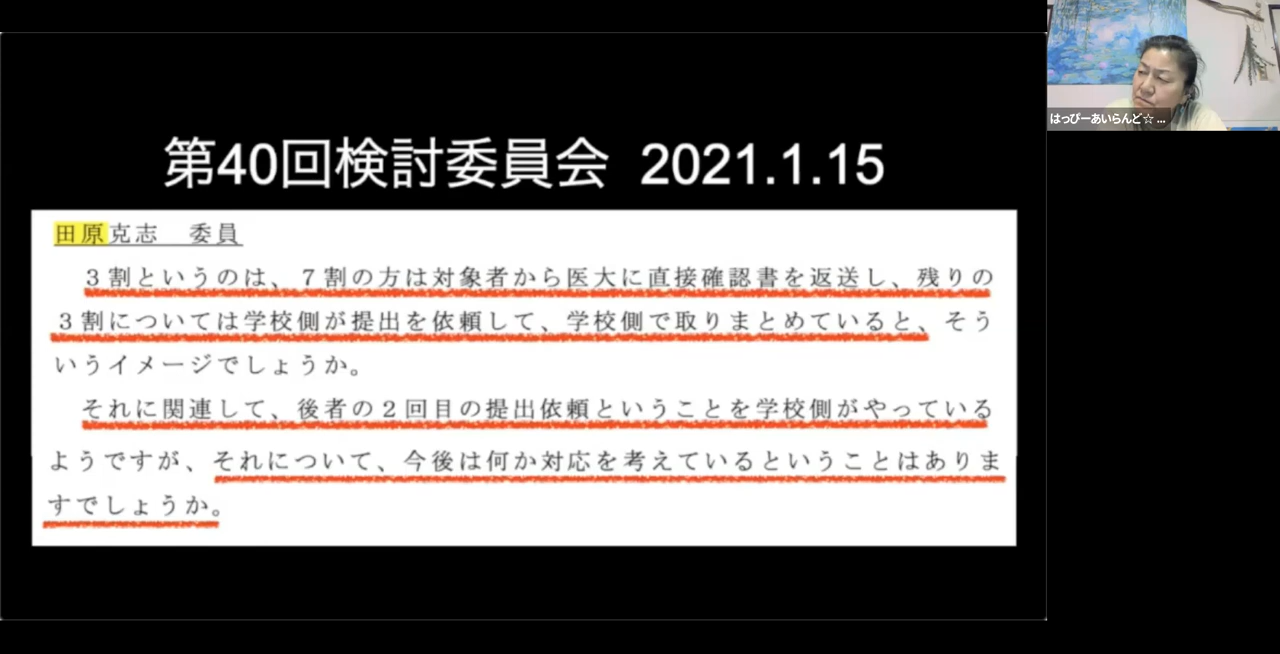 第40回検討委員会 2021.1.15
田原克志 委員
３割というのは、７割の方は対象者から医大に直接確認書を返送し、残りの
３割については学校側が提出を依頼して、学校側で取りまとめていると、そう
いうイメージでしょうか。
それに関連して、後者の２回目の提出依頼ということを学校側がやっている
ようですが、それについて、今後は何か対応を考えているということはありま
すでしょうか。
はっぴーあいらんど☆ ...